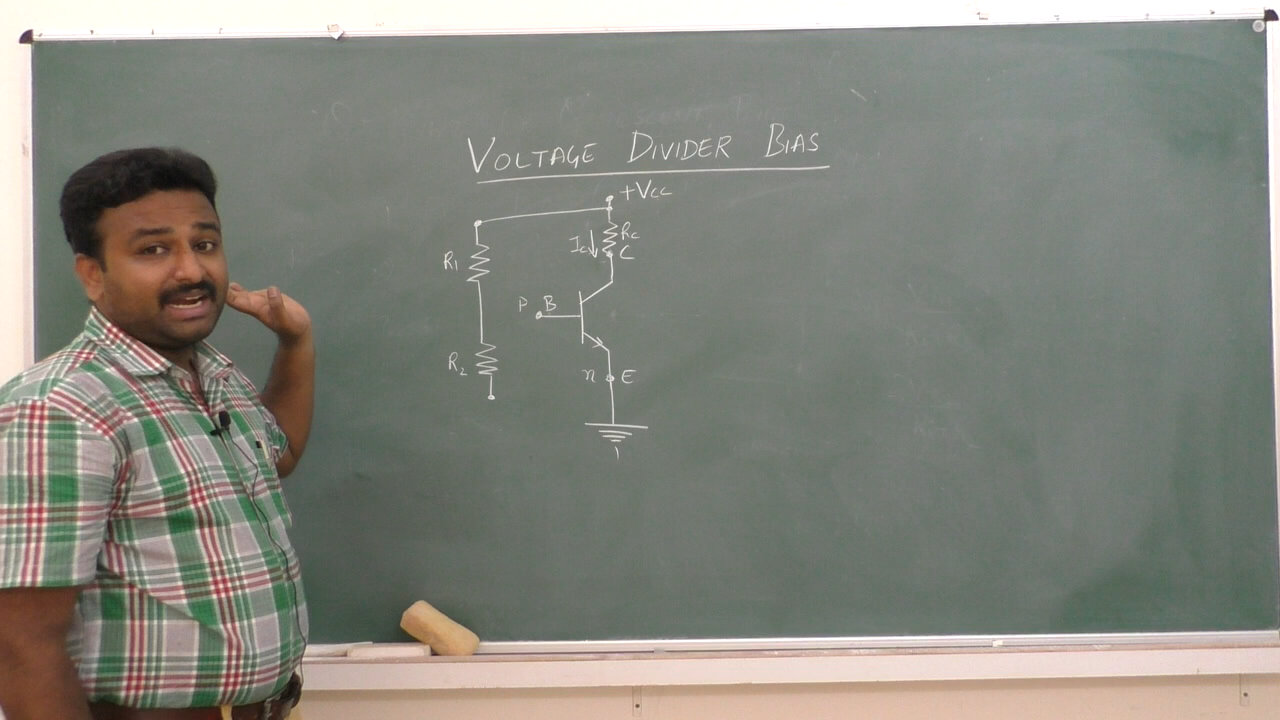 VOLTAGE DIVIDER BIAS
+VCC
RC
IC
C
R1
P B
R2
n E